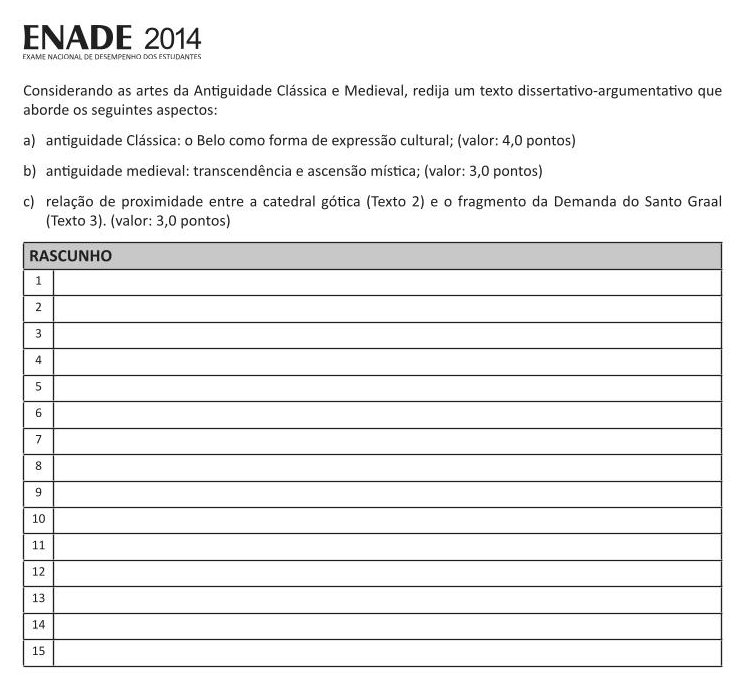 ENADE 2014
EXAME NACIONAL DE DESEMPENHO DOS ESTUDANTES
Considerando as artes da Antiguidade Clássica e Medieval, redija um texto dissertativo-argumentativo que
aborde os seguintes aspectos:
a) antiguidade Clássica: o Belo como forma de expressão cultural; (valor: 4,0 pontos)
b) antiguidade medieval: transcendência e ascensão mística; (valor: 3,0 pontos)
c) relação de proximidade entre a catedral gótica (Texto 2) e o fragmento da Demanda do Santo Graal
(Texto 3). (valor: 3,0 pontos)
RASCUNHO
1
2
3
4
5
6
7
8
9
10
11
12
13
14
15